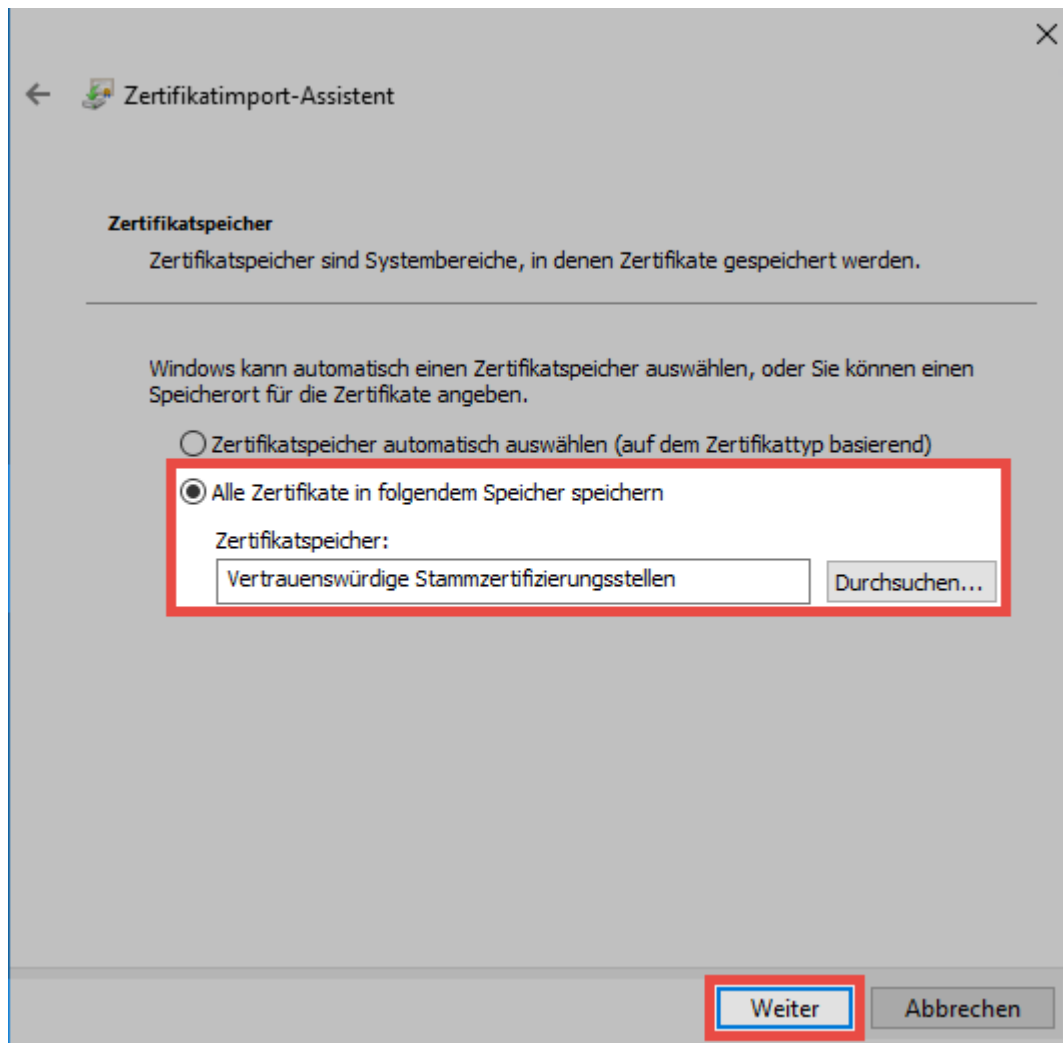 Zertifikatimport-Assistent
Zertifikatspeicher
Zertifikatspeicher sind Systembereiche, in denen Zertifikate gespeichert werden.
Windows kann automatisch einen Zertifikatspeicher auswählen, oder Sie können einen
Speicherort für die Zertifikate angeben.
Zertifikatspeicher automatisch auswählen (auf dem Zertifikattyp basierend)
Alle Zertifikate in folgendem Speicher speichern
Zertifikatspeicher:
Vertrauenswürdige Stammzertifizierungsstellen
Durchsuchen...
Weiter
Abbrechen